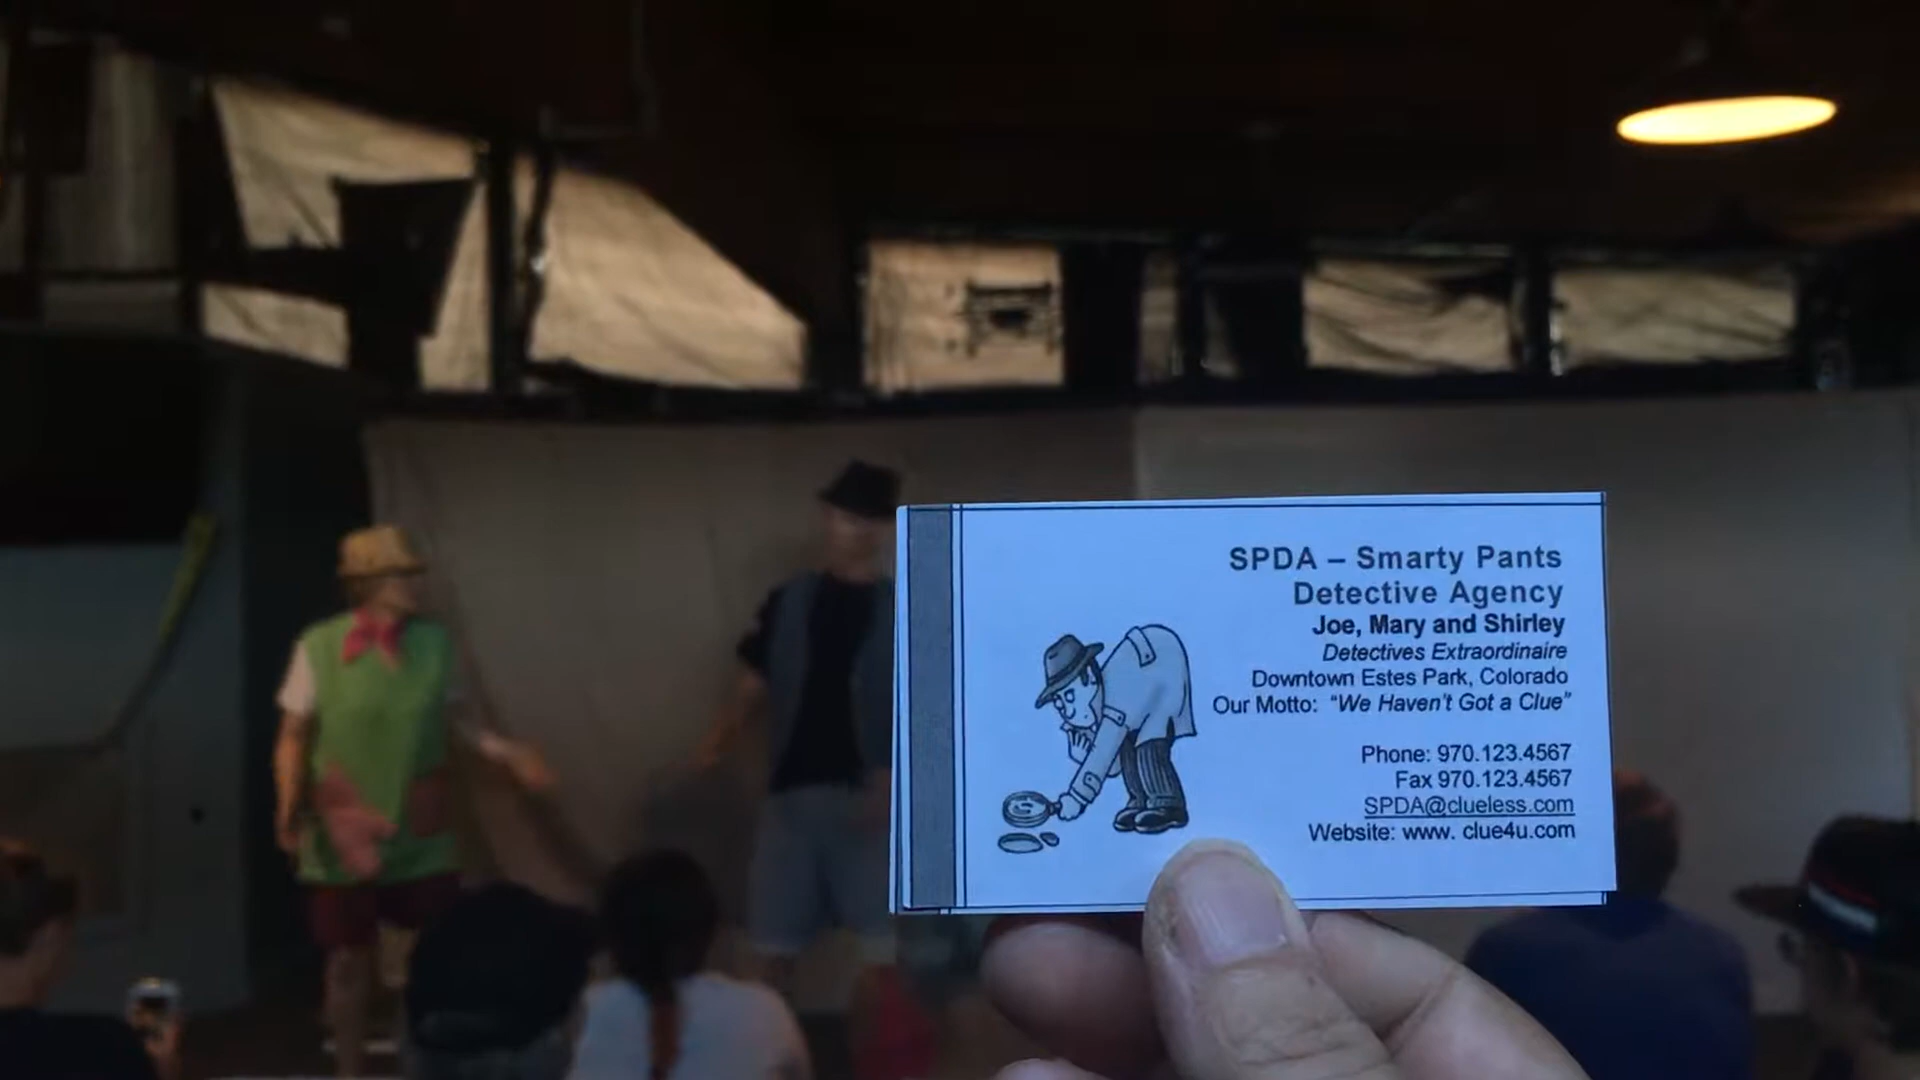 SPDA – Smarty Pants
Detective Agency
Joe, Mary and Shirley
Detectives Extraordinaire
Downtown Estes Park, Colorado
Our Motto: "We Haven't Got a Clue"
Phone: 970.123.4567
Fax 970.123.4567
SPDA@clueless.com
Website: www. clue4u.com